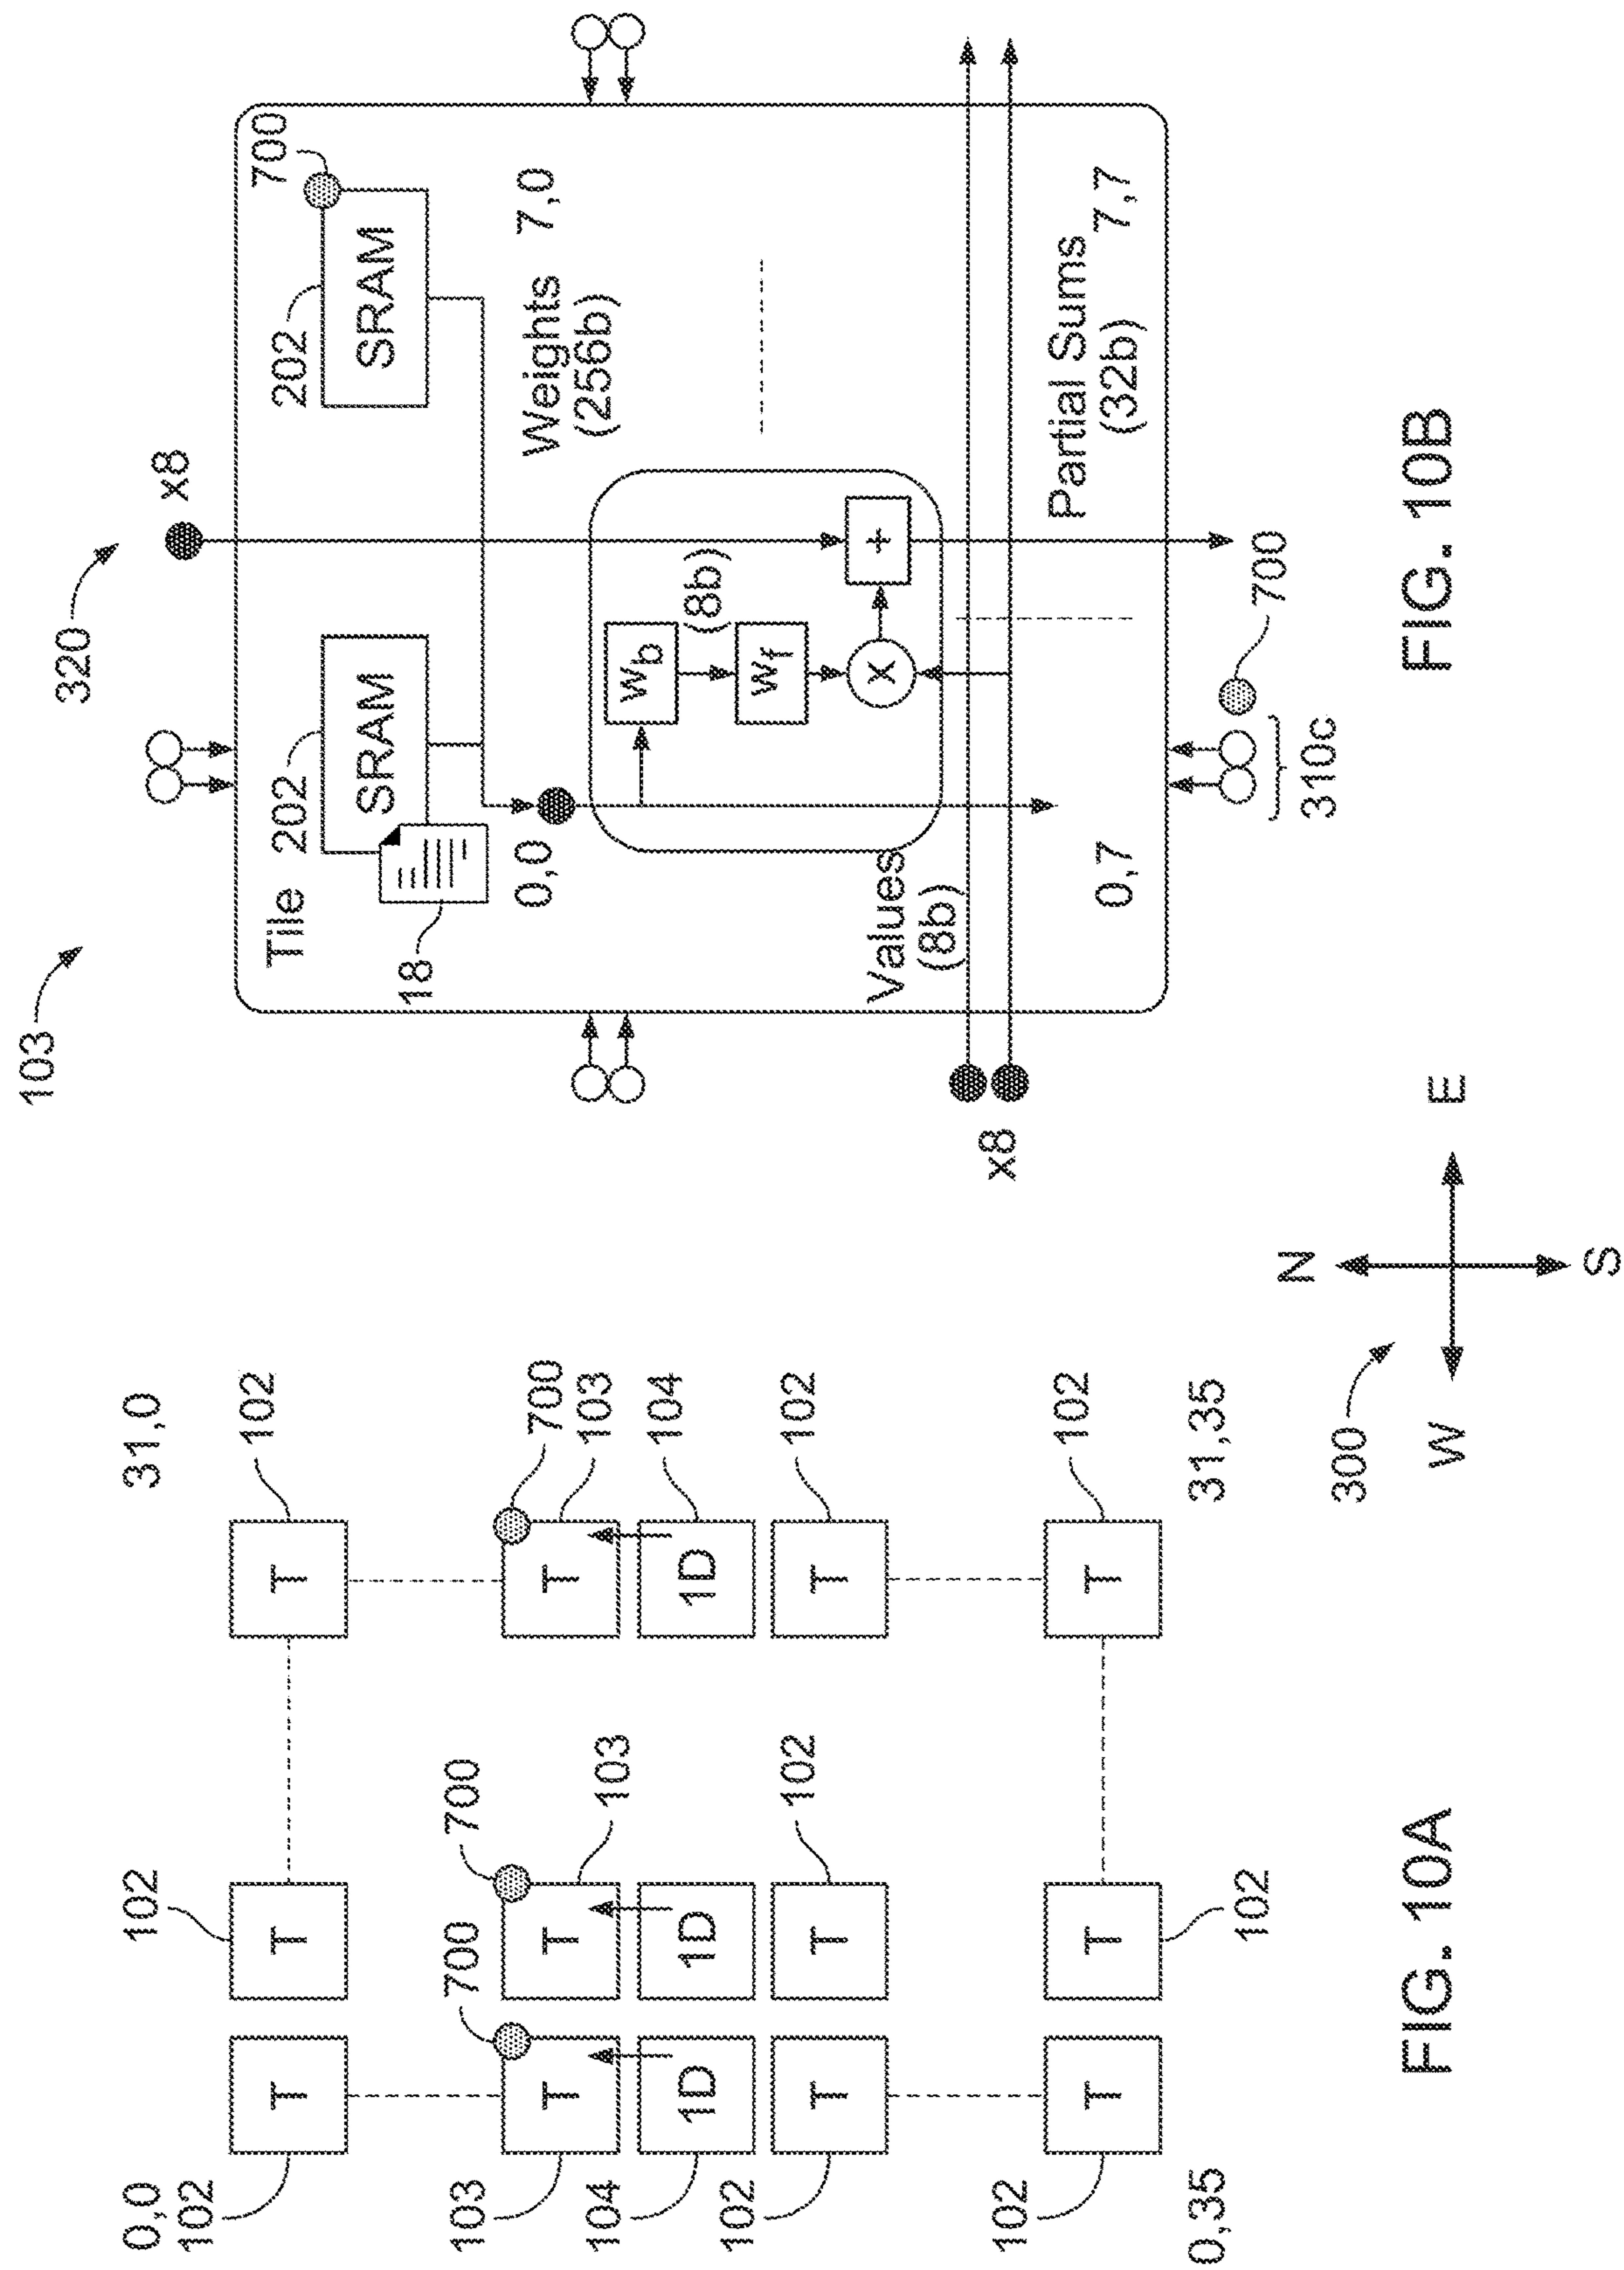 0,0 102 31,0
102 102
T T T
103 700 700 700
T T T
103 103
104 104
1D 1D 1D
102 102 102
T T T
102 102
T T T
0,35 102 31,35
FIG. 10A
N
300
W E
S
103
320
x8
Tile 202 202 700
SRAM SRAM
18
0,0 Weights 7,0
(256b)
wb
(8b)
wf
x +
Values
(8b)
x8
Partial Sums
(32b)
0,7 7,7
700
310c
FIG. 10B